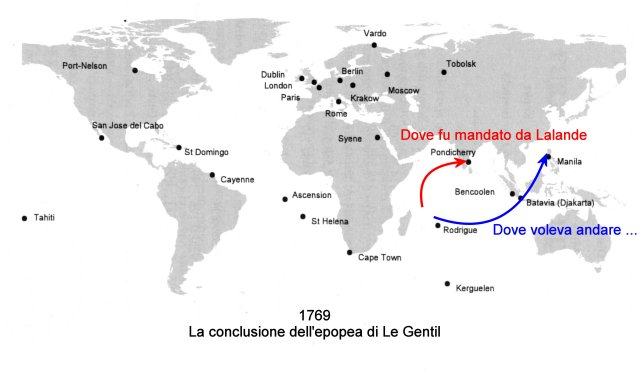 Vardo
Port-Nelson
Dublin
Berlin
Tobolsk
London
Moscow
Paris
Krakow
Rome
San Jose del Cabo
Syene
Dove fu mandato da Lalande
St Domingo
Pondicherry
Manila
Cayenne
Bencoolen
Ascension
Batavia (Djakarta)
Tahiti
St Helena
Rodrigue
Dove voleva andare ...
Cape Town
Kerguelen
1769
La conclusione dell'epopea di Le Gentil